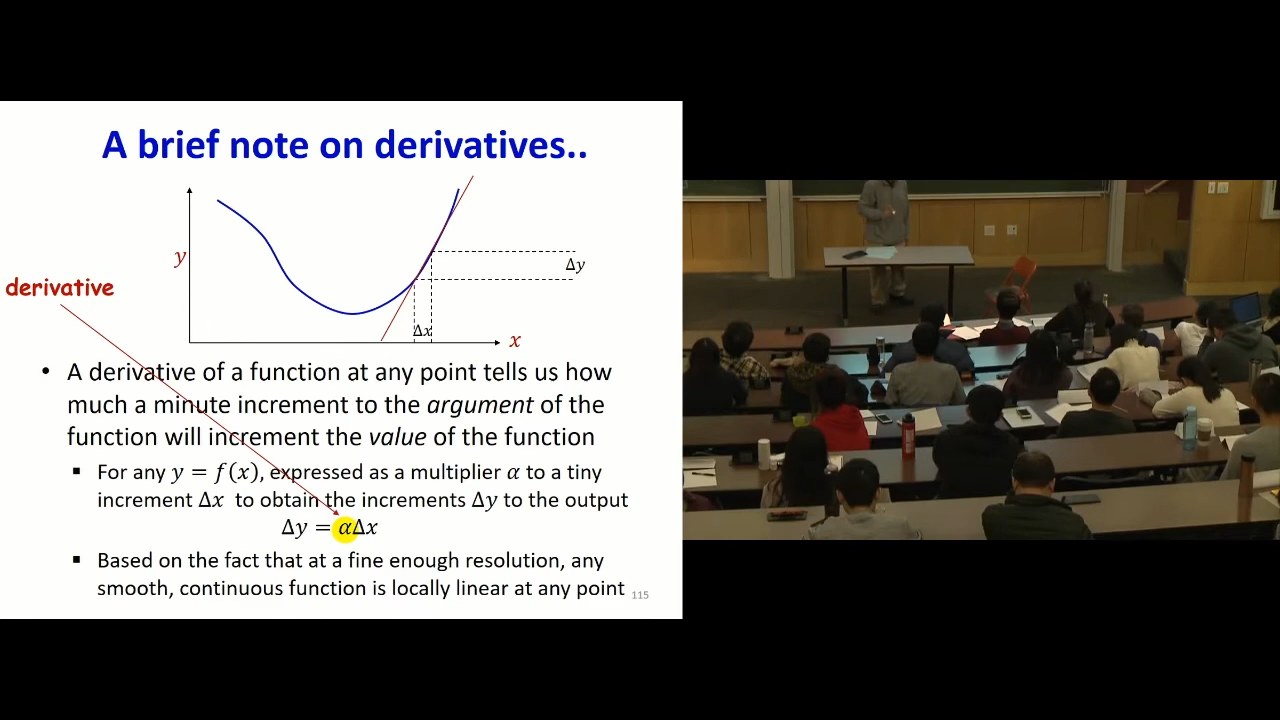 A brief note on derivatives..
y
Δy
derivative
Δx
x
• A derivative of a function at any point tells us how
much a minute increment to the argument of the
function will increment the value of the function
▪ For any 𝑦 = 𝑓(𝑥), expressed as a multiplier 𝛼 to a tiny
increment Δ𝑥 to obtain the increments Δ𝑦 to the output
Δ𝑦 = 𝛼Δ𝑥
▪ Based on the fact that at a fine enough resolution, any
smooth, continuous function is locally linear at any point
115